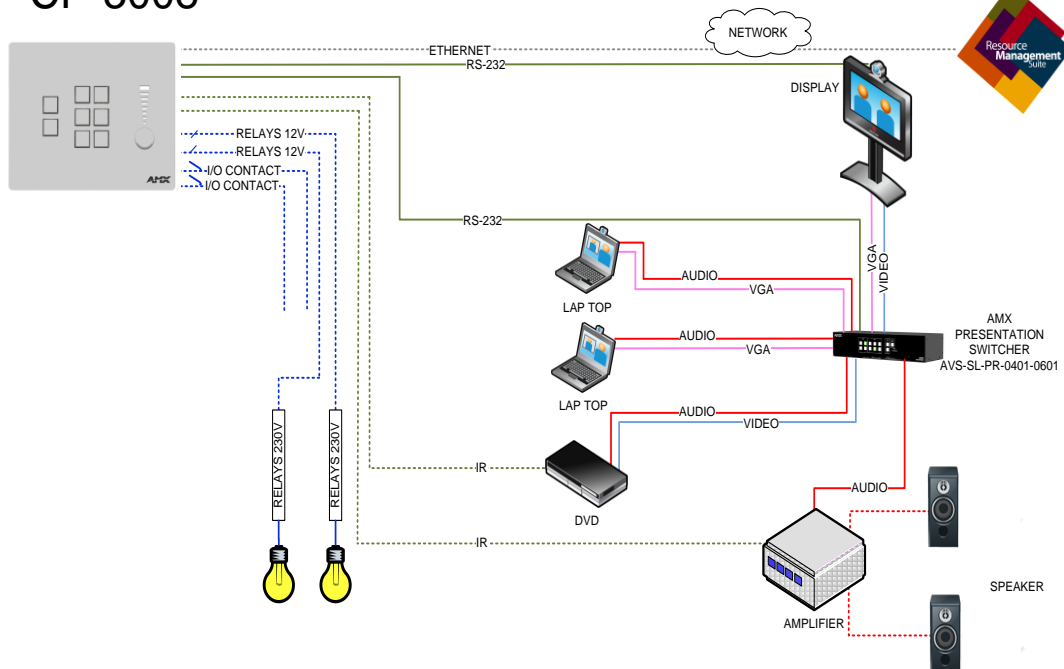 NETWORK
ETHERNET
RS-232
Resource
Management
Suite
DISPLAY
RELAYS 12V
RELAYS 12V
I/O CONTACT
I/O CONTACT
AMX
RS-232
VGA
VIDEO
AUDIO
VGA
LAP TOP
AUDIO
VGA
LAP TOP
AMX
PRESENTATION
SWITCHER
AVS-SL-PR-0401-0601
AUDIO
VIDEO
RELAYS 230V
RELAYS 230V
IR
DVD
AUDIO
IR
AMPLIFIER
SPEAKER